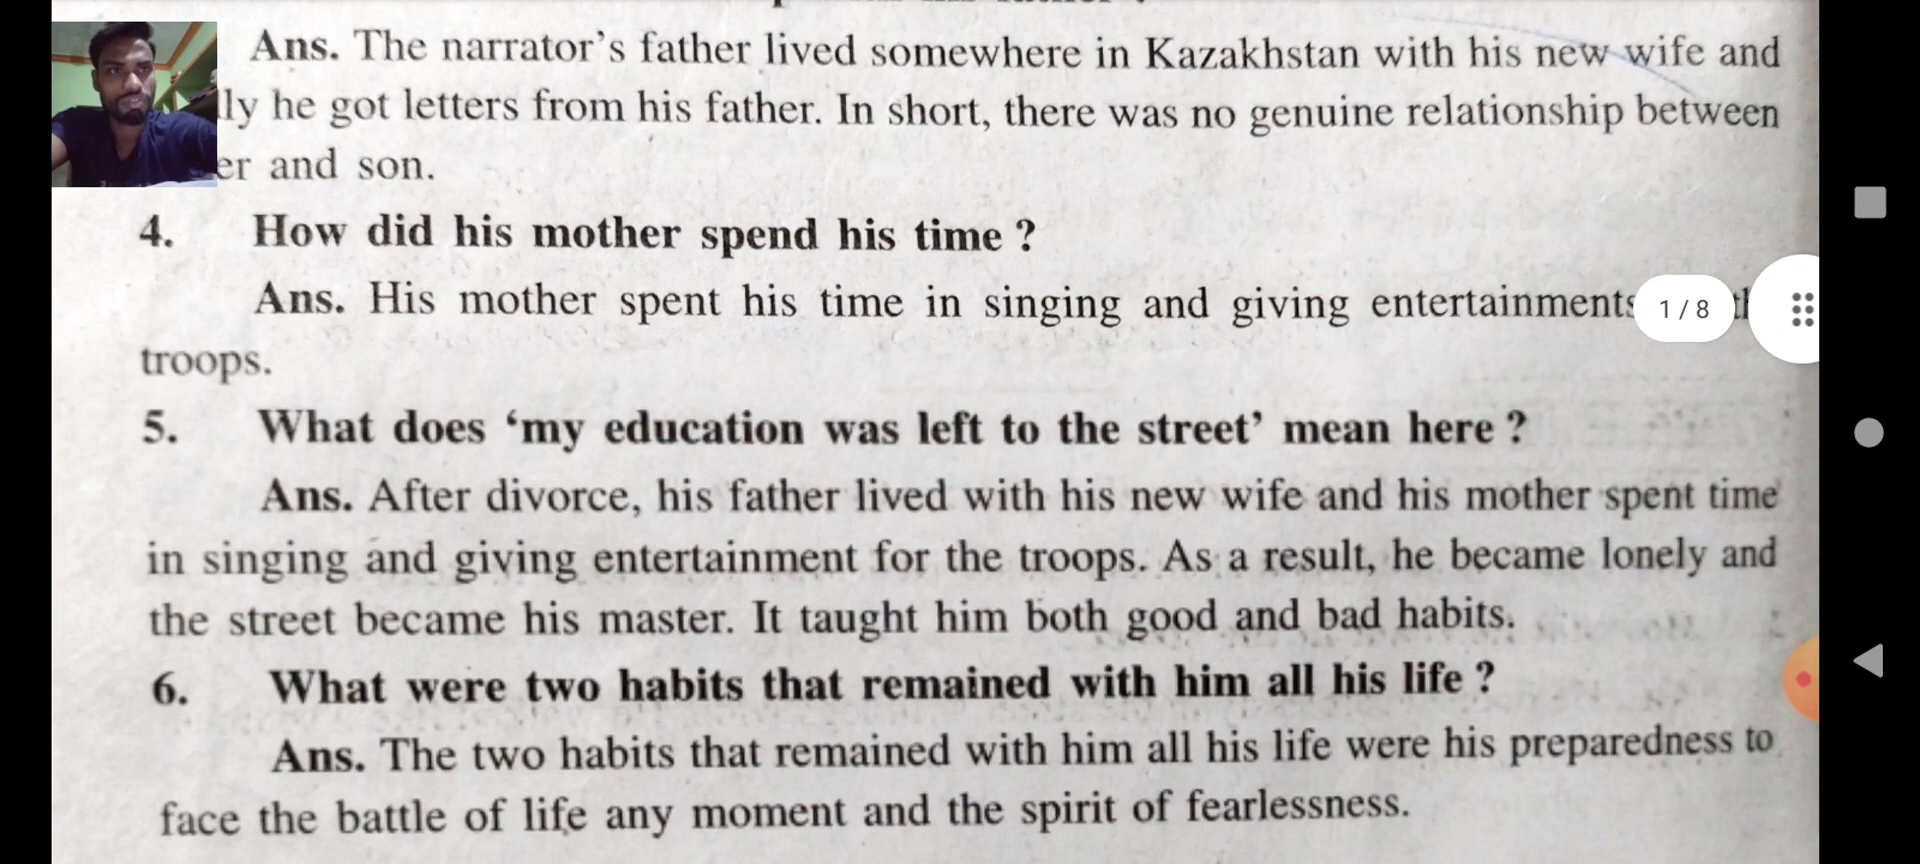 Ans. The narrator's father lived somewhere in Kazakhstan with his new wife and
he got letters from his father. In short, there was no genuine relationship between
and son.
4. How did his mother spend his time ?
Ans. His mother spent his time in singing and giving entertainments
1 / 8
troops.
5. What does ‘my education was left to the street’ mean here ?
Ans. After divorce, his father lived with his new wife and his mother spent time
in singing and giving entertainment for the troops. As a result, he became lonely and
the street became his master. It taught him both good and bad habits.
6. What were two habits that remained with him all his life ?
Ans. The two habits that remained with him all his life were his preparedness to
face the battle of life any moment and the spirit of fearlessness.